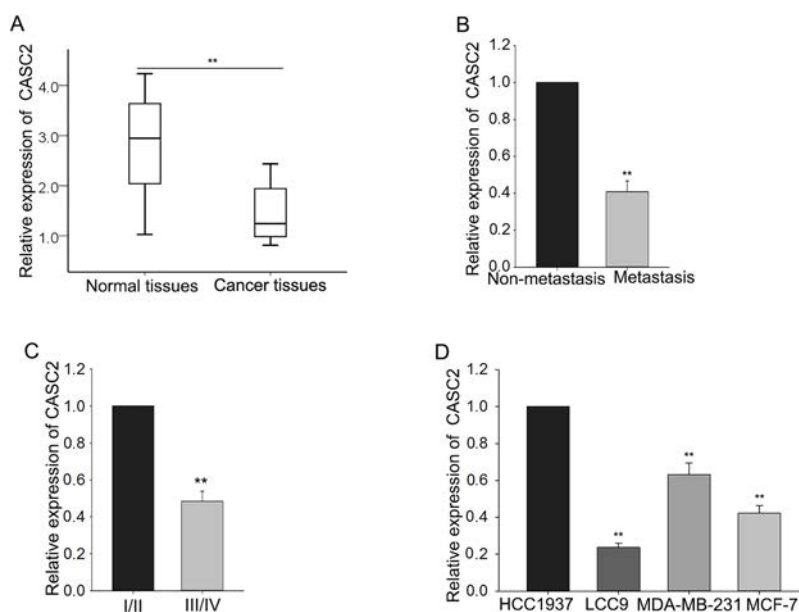 A
Relative expression of CASC2
4.0
3.0
2.0
1.0
**
Normal tissues
Cancer tissues
B
Relative expression of CASC2
1.2
1.0
0.8
0.6
0.4
0.2
0.0
**
Non-metastasis
Metastasis
C
Relative expression of CASC2
1.2
1.0
0.8
0.6
0.4
0.2
0.0
**
I/II
III/IV
D
Relative expression of CASC2
1.2
1.0
0.8
0.6
0.4
0.2
0.0
**
**
**
HCC1937
LCC9
MDA-MB-231
MCF-7